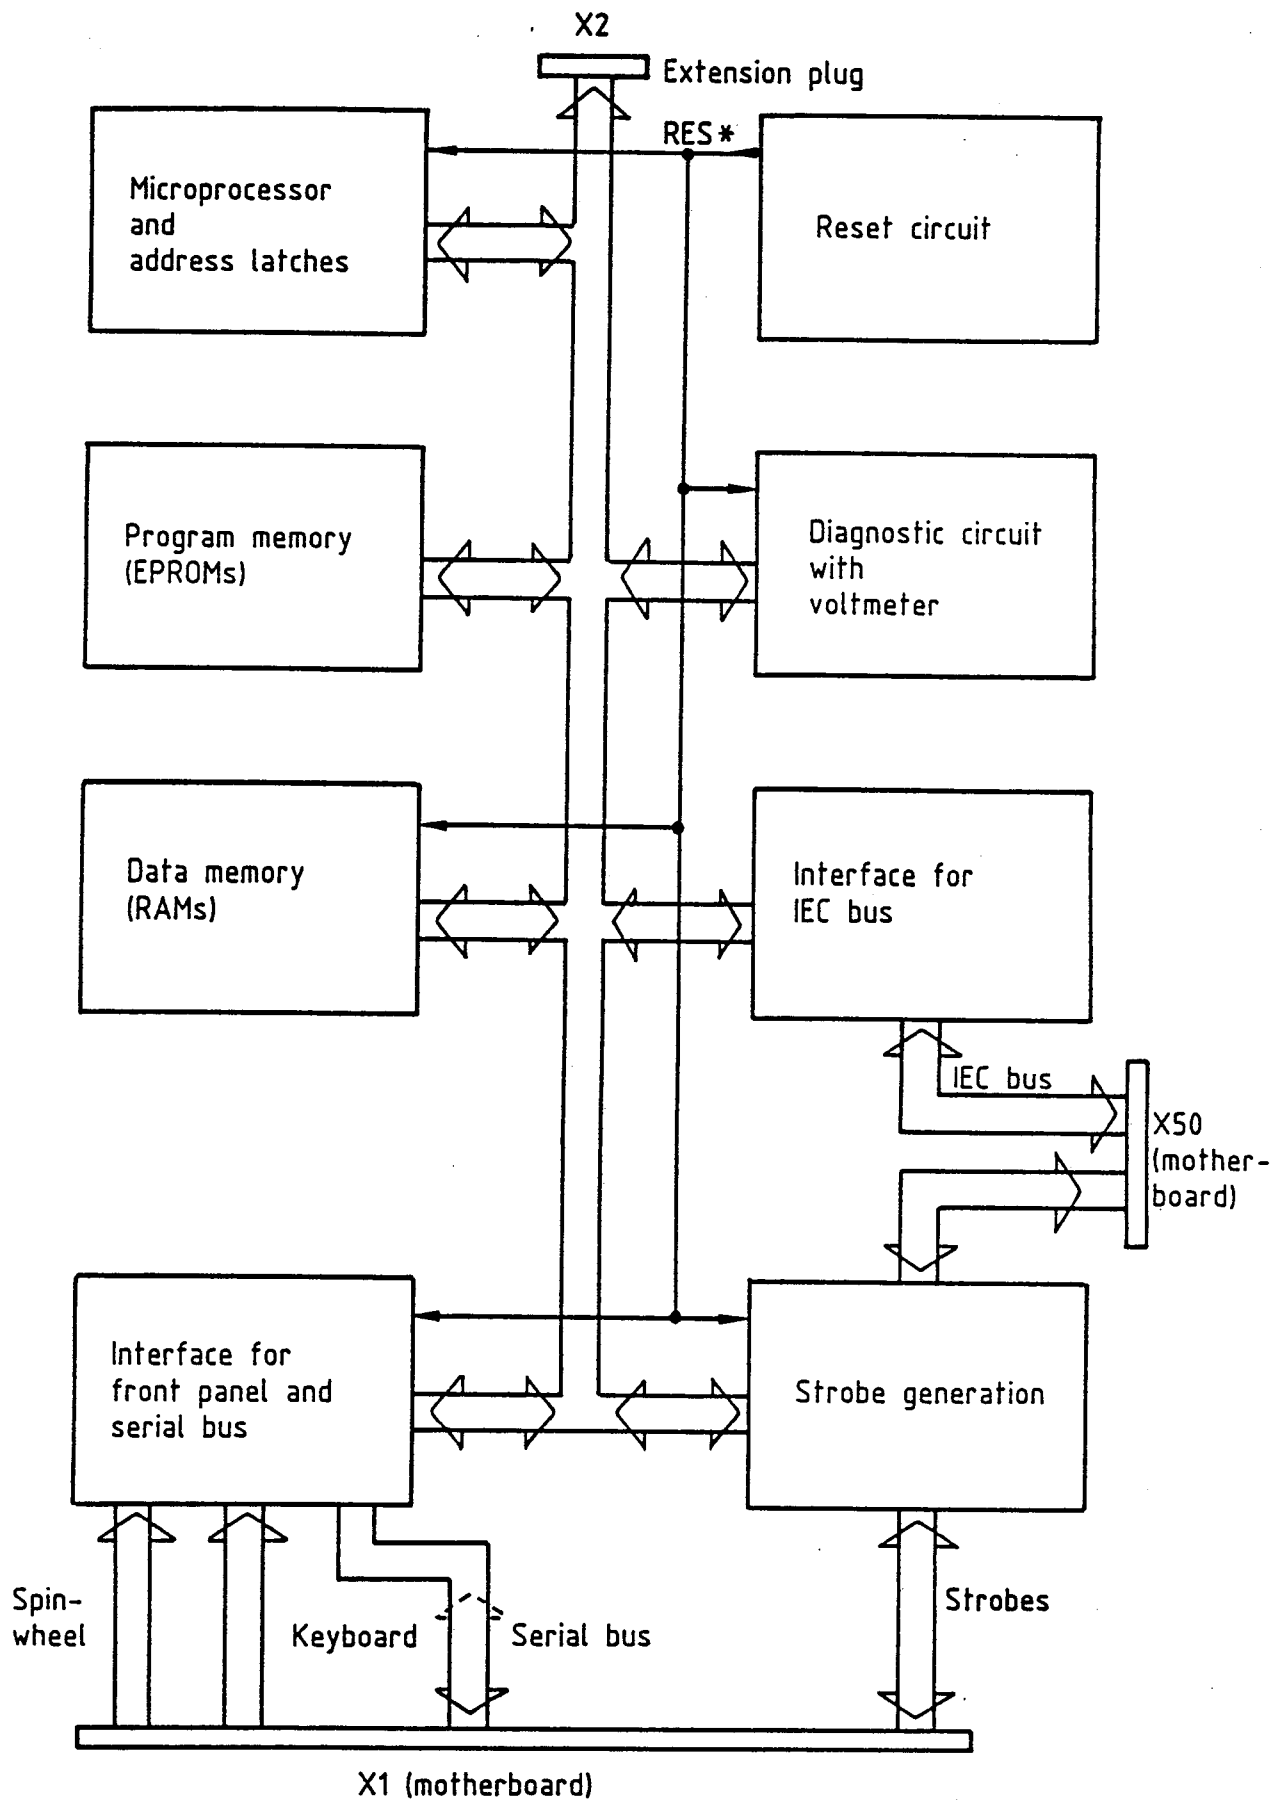 X2
Extension plug
RES*
Microprocessor
and
address latches
Reset circuit
Program memory
(EPROMs)
Diagnostic circuit
with
voltmeter
Data memory
(RAMs)
Interface for
IEC bus
IEC bus
X50
(mother-
board)
Interface for
front panel and
serial bus
Strobe generation
Spin-
wheel
Keyboard
Serial bus
Strobes
X1 (motherboard)